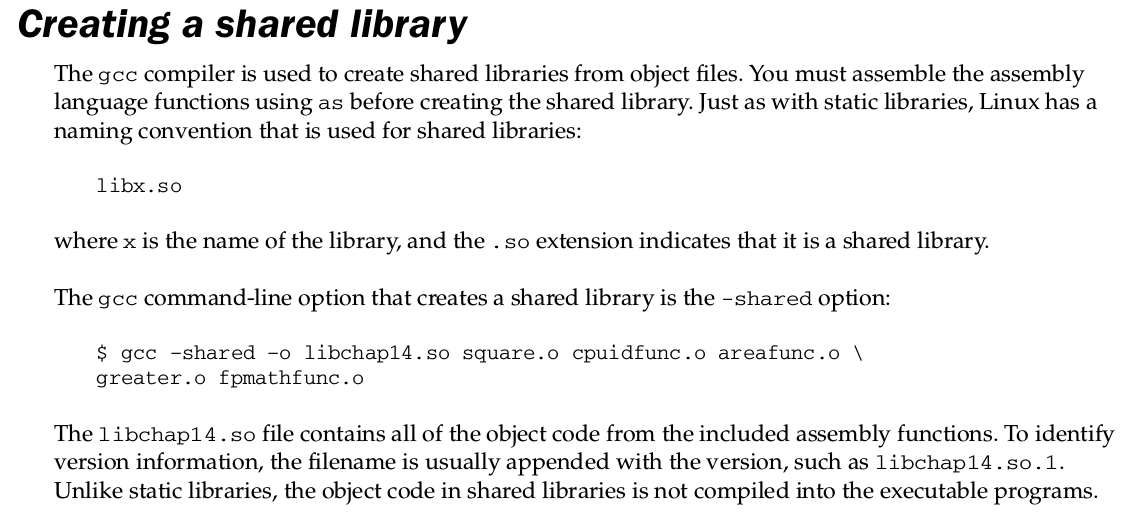 Creating a shared library
The gcc compiler is used to create shared libraries from object files. You must assemble the assembly
language functions using as before creating the shared library. Just as with static libraries, Linux has a
naming convention that is used for shared libraries:
libx.so
where x is the name of the library, and the .so extension indicates that it is a shared library.
The gcc command-line option that creates a shared library is the -shared option:
$ gcc -shared -o libchap14.so square.o cpuidfunc.o areafunc.o \
greater.o fpmathfunc.o
The libchap14.so file contains all of the object code from the included assembly functions. To identify
version information, the filename is usually appended with the version, such as libchap14.so.1.
Unlike static libraries, the object code in shared libraries is not compiled into the executable programs.